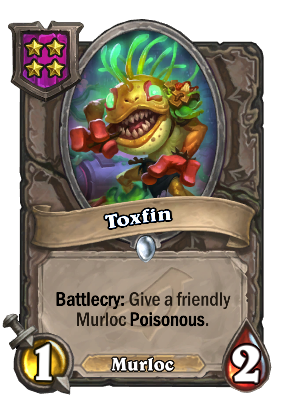 Toxfin
Battlecry: Give a friendly
Murloc Poisonous.
1
Murloc
2